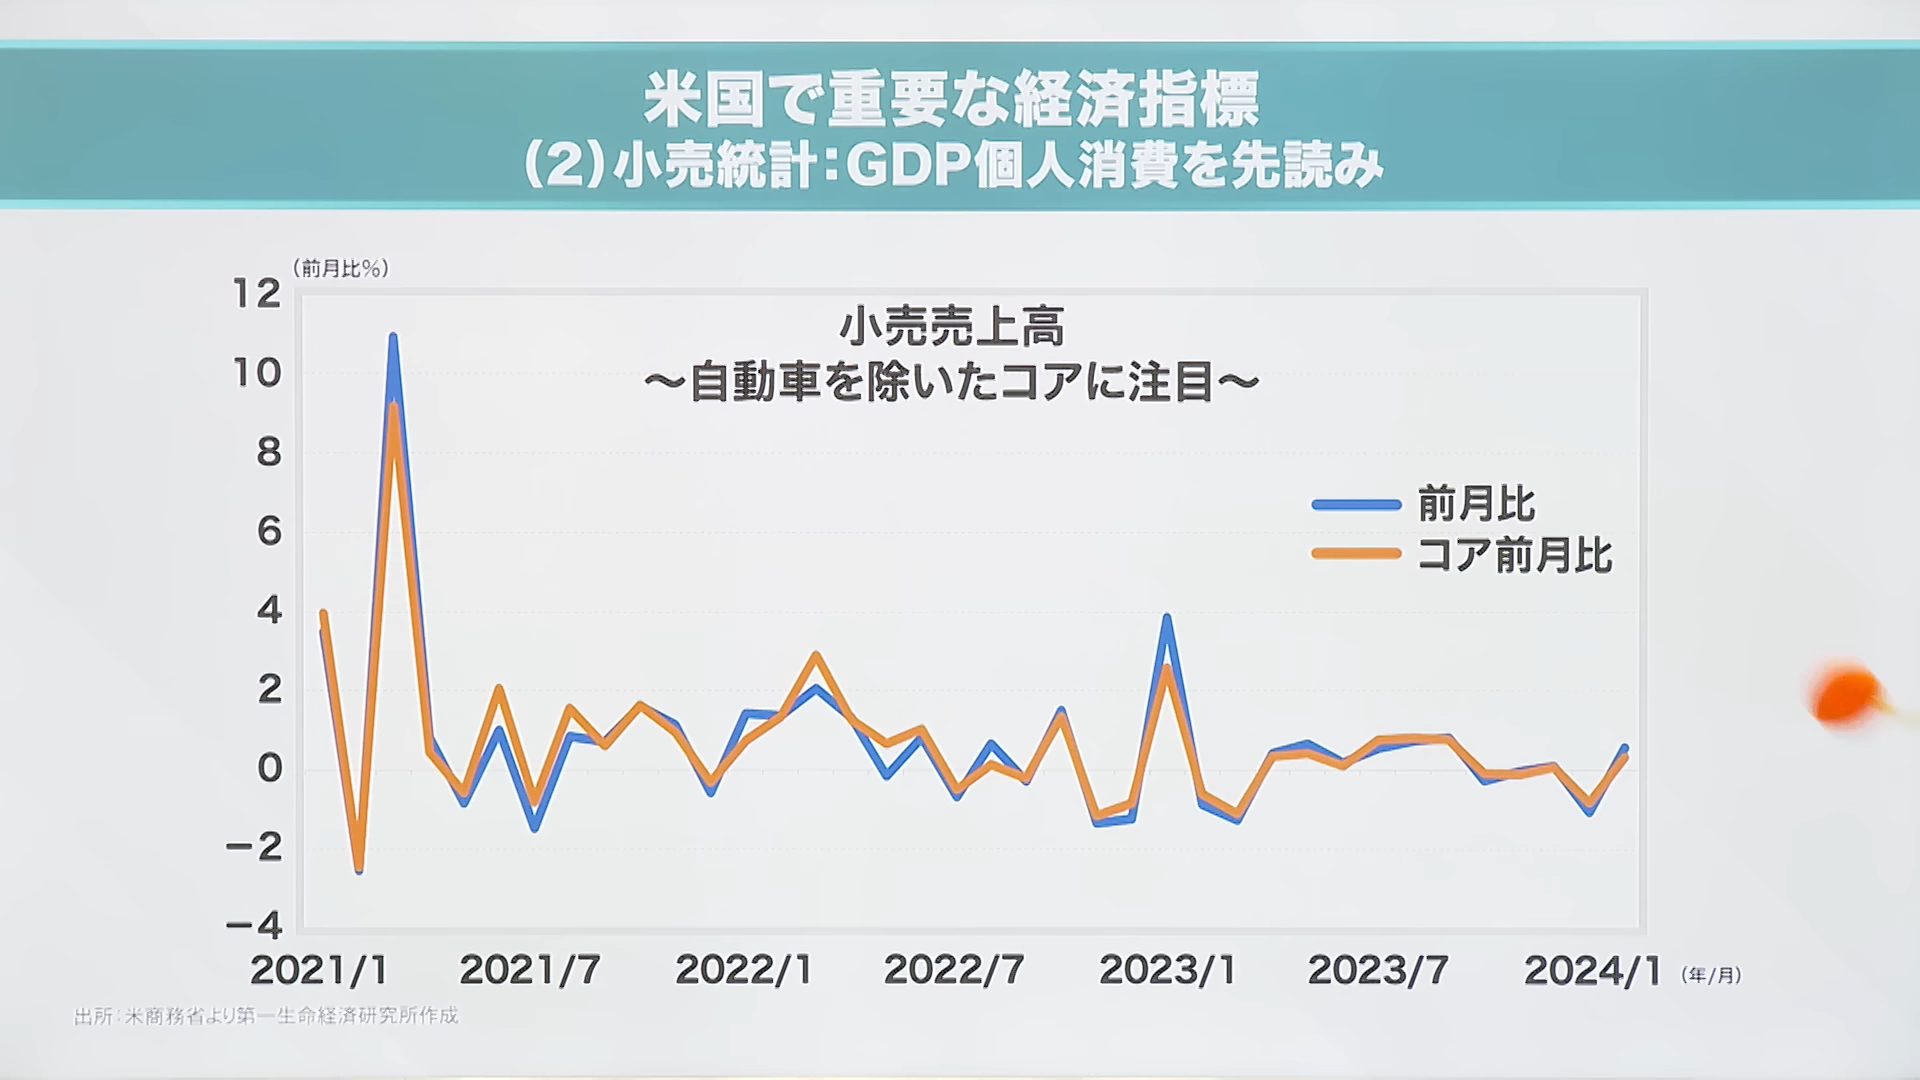 米国で重要な経済指標
(2)小売統計:GDP個人消費を先読み
(前月比%)
小売売上高
〜自動車を除いたコアに注目〜
12
10
8
6
4
2
0
−2
−4
前月比
コア前月比
2021/1 2021/7 2022/1 2022/7 2023/1 2023/7 2024/1 (年/月)
出所:米商務省より第一生命経済研究所作成